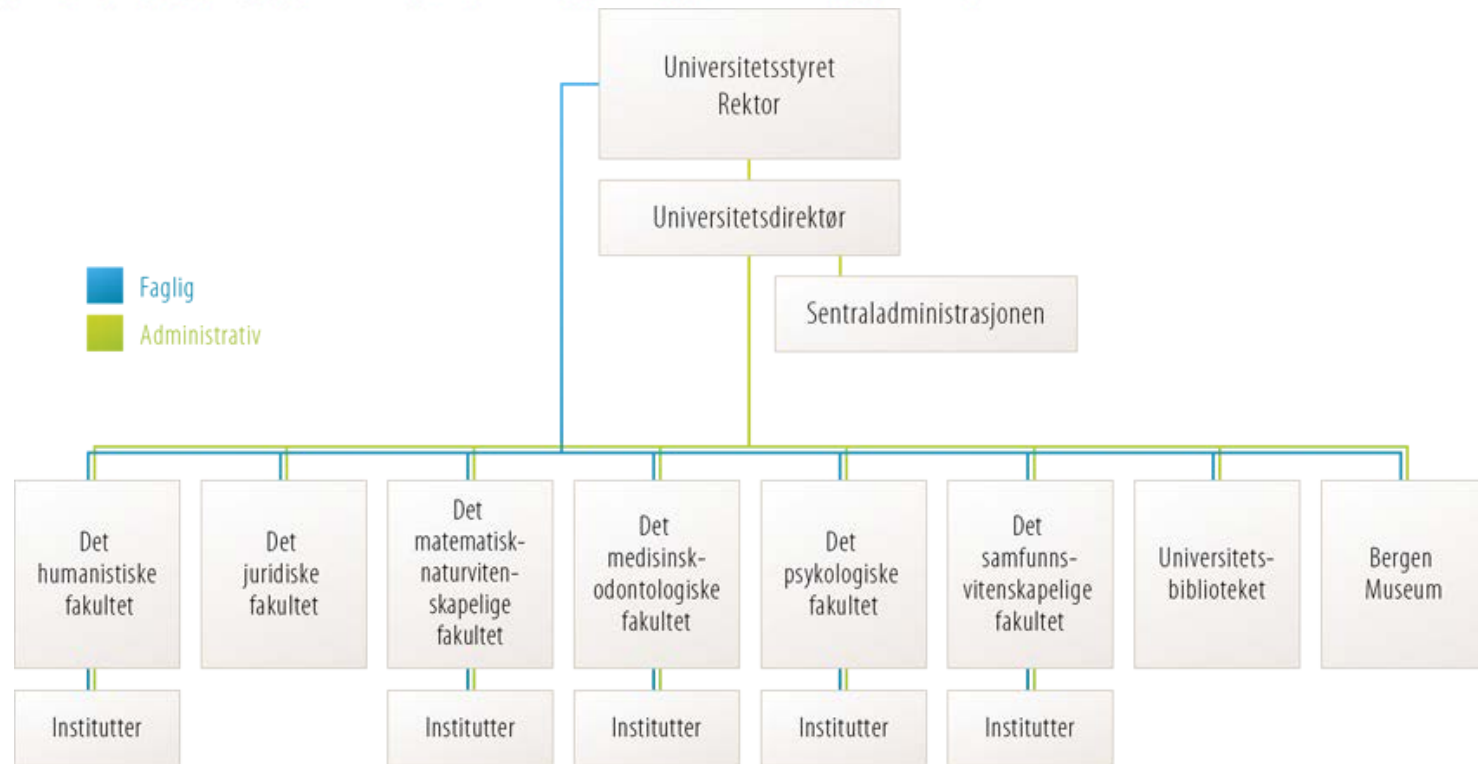 Universitetsstyret
Rektor
Universitetsdirektør
Faglig
Sentraladministrasjonen
Administrativ
Det
humanistiske
fakultet
Det
juridiske
fakultet
Det
matematisk-
naturviten-
skapelige
fakultet
Det
medisinsk-
odontologiske
fakultet
Det
psykologiske
fakultet
Det
samfunns-
vitenskapelige
fakultet
Universitets-
biblioteket
Bergen
Museum
Institutter
Institutter
Institutter
Institutter
Institutter